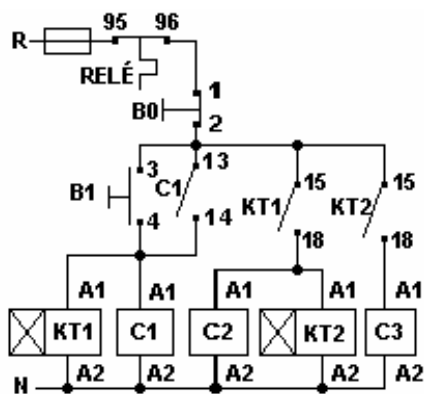 95 96
R
RELÉ
1
B0
2
3 13
B1 C1 KT1 15 KT2 15
4 14 18 18
A1 A1 A1 A1 A1
KT1 C1 C2 KT2 C3
A2 A2 A2 A2 A2
N